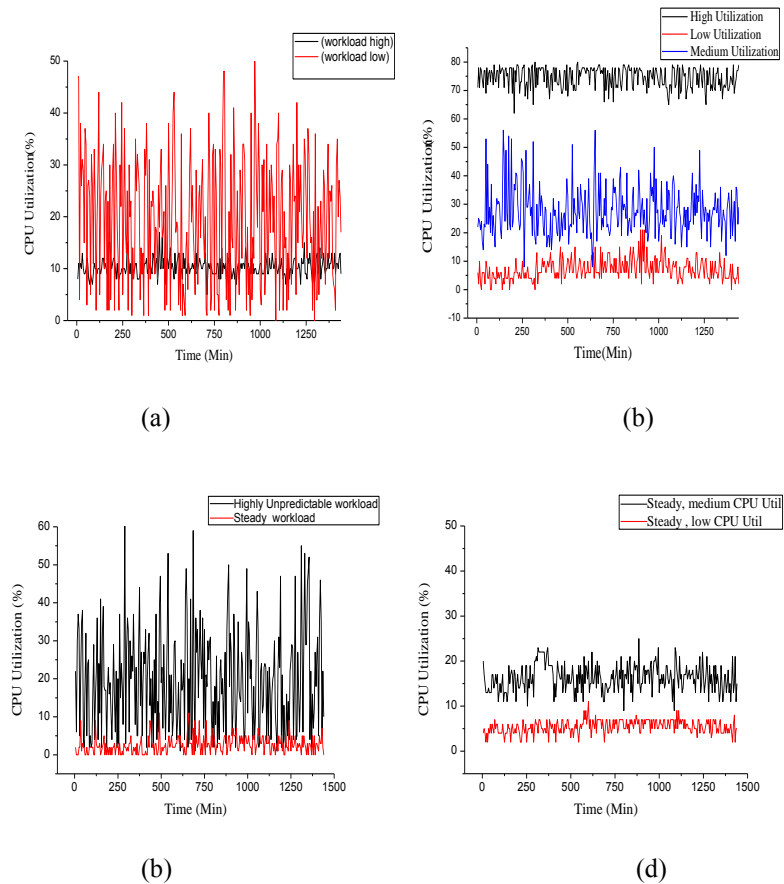 (workload high)
(workload low)
50
40
30
20
10
0
CPU Utilization(%)
0 250 500 750 1000 1250
Time (Min)
(a)
High Utilization
Low Utilization
Medium Utilization
80
70
60
50
40
30
20
10
0
-10
CPU Utilization(%)
0 250 500 750 1000 1250
Time(Min)
(b)
Highly Unpredictable workload
Steady workload
60
50
40
30
20
10
0
CPU Utilization (%)
0 250 500 750 1000 1250 1500
Time (Min)
(b)
Steady, medium CPU Util
Steady , low CPU Util
50
40
30
20
10
0
CPU Utilization (%)
0 250 500 750 1000 1250 1500
Time (Min)
(d)